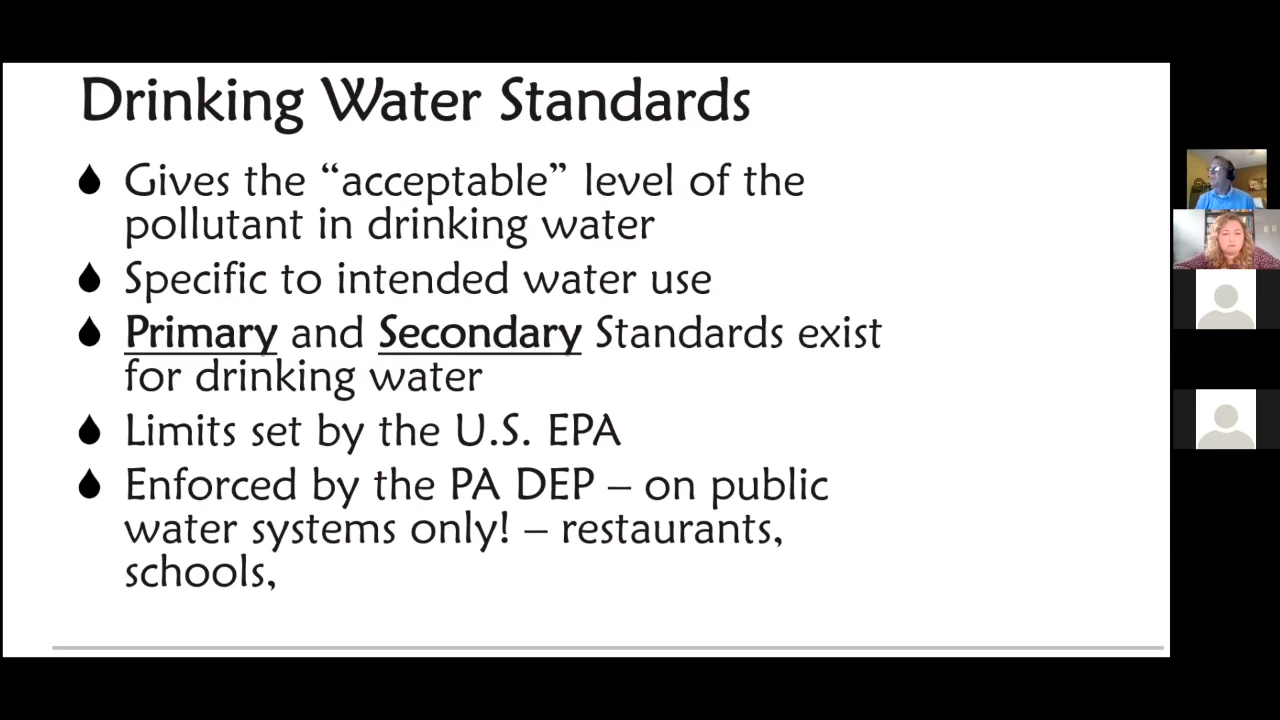 Drinking Water Standards
Gives the “acceptable” level of the
pollutant in drinking water
Specific to intended water use
Primary and Secondary Standards exist
for drinking water
Limits set by the U.S. EPA
Enforced by the PA DEP – on public
water systems only! – restaurants,
schools,